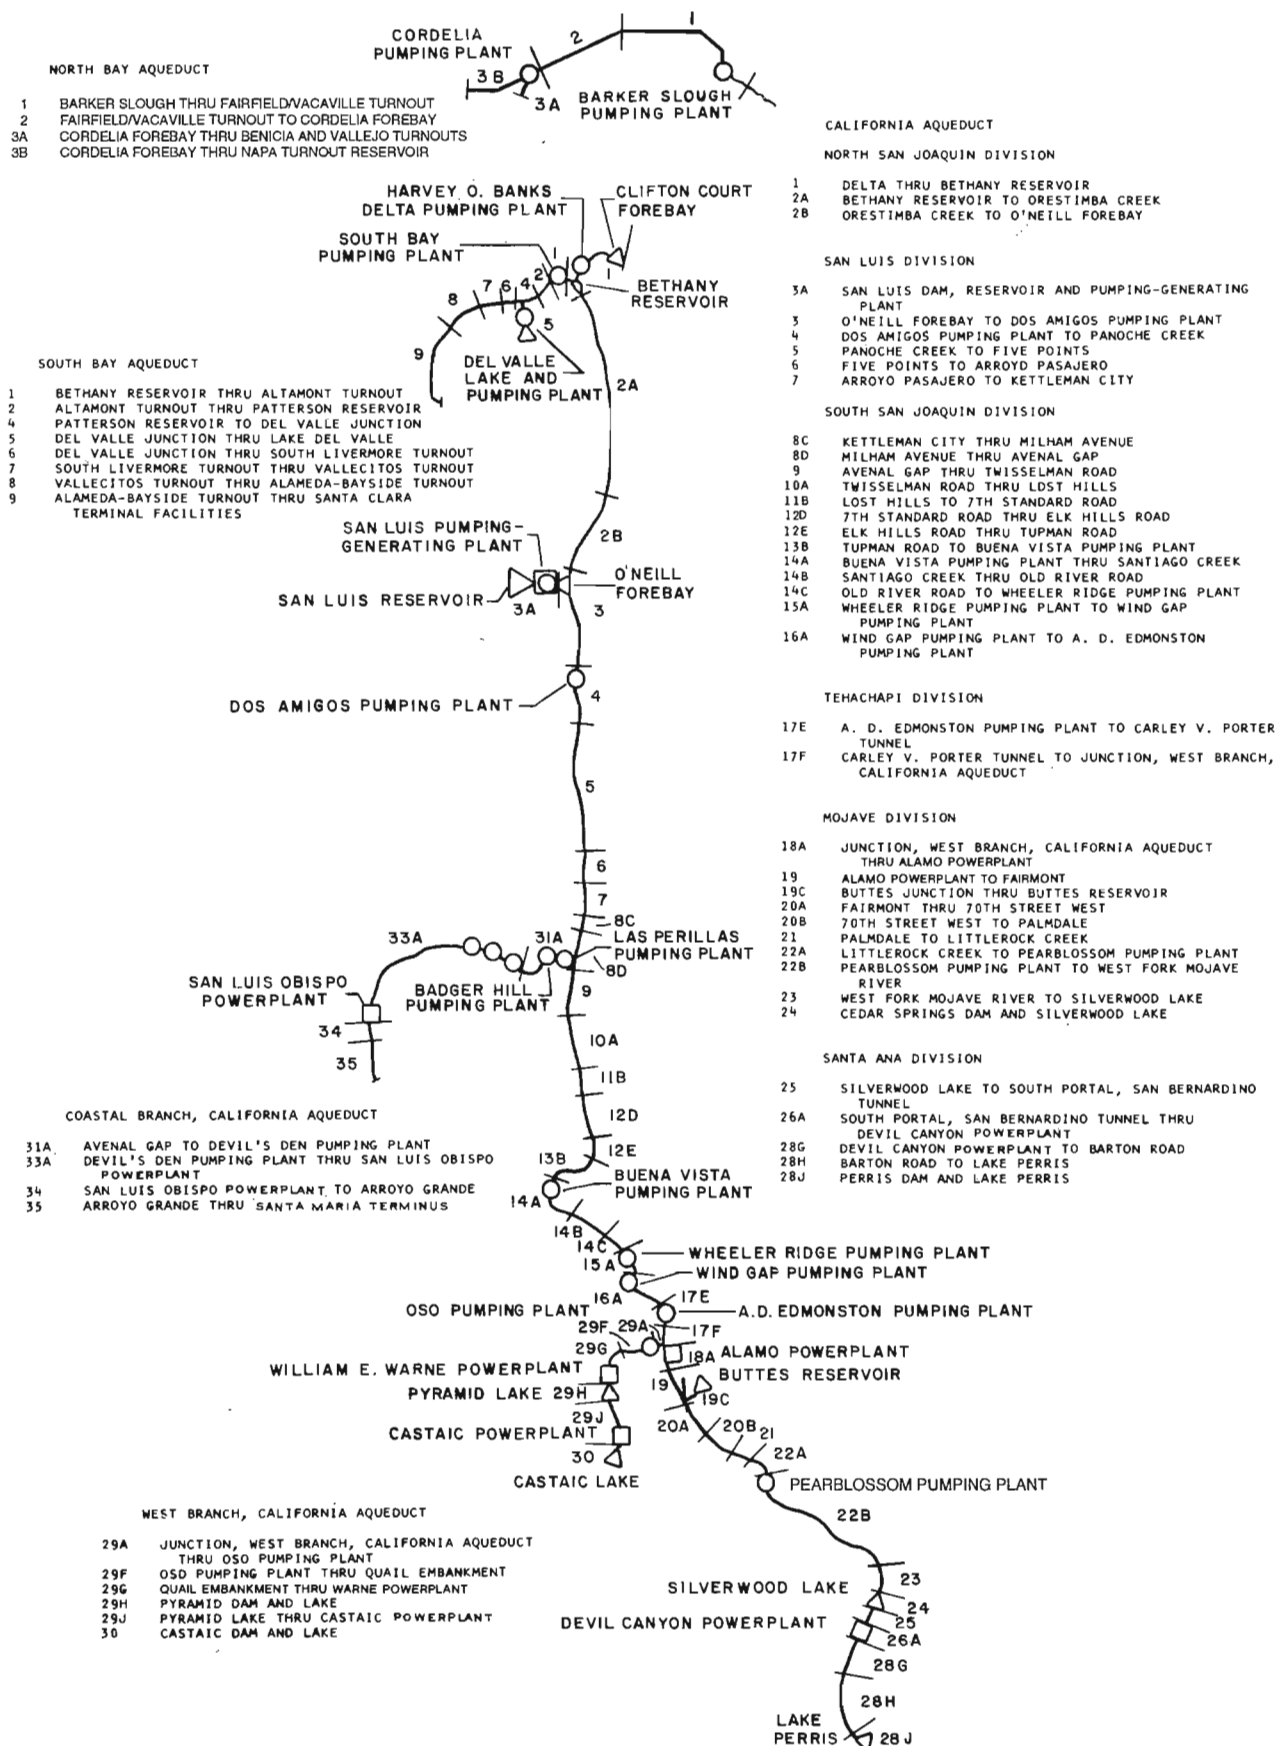 CORDELIA
PUMPING PLANT
1
2
3B
3A
BARKER SLOUGH
PUMPING PLANT
NORTH BAY AQUEDUCT
1 BARKER SLOUGH THRU FAIRFIELD/VACAVILLE TURNOUT
2 FAIRFIELD/VACAVILLE TURNOUT TO CORDELIA FOREBAY
3A CORDELIA FOREBAY THRU BENICIA AND VALLEJO TURNOUTS
3B CORDELIA FOREBAY THRU NAPA TURNOUT RESERVOIR
CALIFORNIA AQUEDUCT
NORTH SAN JOAQUIN DIVISION
1 DELTA THRU BETHANY RESERVOIR
2A BETHANY RESERVOIR TO ORESTIMBA CREEK
2B ORESTIMBA CREEK TO O'NEILL FOREBAY
SAN LUIS DIVISION
3A SAN LUIS DAM, RESERVOIR AND PUMPING-GENERATING
PLANT
3 O'NEILL FOREBAY TO DOS AMIGOS PUMPING PLANT
4 DOS AMIGOS PUMPING PLANT TO PANOCHE CREEK
5 PANOCHE CREEK TO FIVE POINTS
6 FIVE POINTS TO ARROYD PASAJERO
7 ARROYO PASAJERO TO KETTLEMAN CITY
SOUTH SAN JOAQUIN DIVISION
8C KETTLEMAN CITY THRU MILHAM AVENUE
8D MILHAM AVENUE THRU AVENAL GAP
9 AVENAL GAP THRU TWISSELMAN ROAD
10A TWISSELMAN ROAD THRU LOST HILLS
11B LOST HILLS TO 7TH STANDARD ROAD
12D 7TH STANDARD ROAD THRU ELK HILLS ROAD
12E ELK HILLS ROAD THRU TUPMAN ROAD
13B TUPMAN ROAD TO BUENA VISTA PUMPING PLANT
14A BUENA VISTA PUMPING PLANT THRU SANTIAGO CREEK
14B SANTIAGO CREEK THRU OLD RIVER ROAD
14C OLD RIVER ROAD TO WHEELER RIDGE PUMPING PLANT
15A WHEELER RIDGE PUMPING PLANT TO WIND GAP
PUMPING PLANT
16A WIND GAP PUMPING PLANT TO A. D. EDMONSTON
PUMPING PLANT
TEHACHAPI DIVISION
17E A. D. EDMONSTON PUMPING PLANT TO CARLEY V. PORTER
TUNNEL
17F CARLEY V. PORTER TUNNEL TO JUNCTION, WEST BRANCH,
CALIFORNIA AQUEDUCT
MOJAVE DIVISION
18A JUNCTION, WEST BRANCH, CALIFORNIA AQUEDUCT
THRU ALAMO POWERPLANT
19 ALAMO POWERPLANT TO FAIRMONT
19C BUTTES JUNCTION THRU BUTTES RESERVOIR
20A FAIRMONT THRU 70TH STREET WEST
20B 70TH STREET WEST TO PALMDALE
21 PALMDALE TO LITTLEROCK CREEK
22A LITTLEROCK CREEK TO PEARBLOSSOM PUMPING PLANT
22B PEARBLOSSOM PUMPING PLANT TO WEST FORK MOJAVE
RIVER
23 WEST FORK MOJAVE RIVER TO SILVERWOOD LAKE
24 CEDAR SPRINGS DAM AND SILVERWOOD LAKE
SANTA ANA DIVISION
25 SILVERWOOD LAKE TO SOUTH PORTAL, SAN BERNARDINO
TUNNEL
26A SOUTH PORTAL, SAN BERNARDINO TUNNEL THRU
DEVIL CANYON POWERPLANT
28G DEVIL CANYON POWERPLANT TO BARTON ROAD
28H BARTON ROAD TO LAKE PERRIS
28J PERRIS DAM AND LAKE PERRIS
HARVEY O. BANKS
DELTA PUMPING PLANT
CLIFTON COURT
FOREBAY
SOUTH BAY
PUMPING PLANT
1
1
BETHANY
RESERVOIR
2
4
6
7
8
5
9
DEL VALLE
LAKE AND
PUMPING PLANT
2A
SOUTH BAY AQUEDUCT
1 BETHANY RESERVOIR THRU ALTAMONT TURNOUT
2 ALTAMONT TURNOUT THRU PATTERSON RESERVOIR
4 PATTERSON RESERVOIR TO DEL VALLE JUNCTION
5 DEL VALLE JUNCTION THRU LAKE DEL VALLE
6 DEL VALLE JUNCTION THRU SOUTH LIVERMORE TURNOUT
7 SOUTH LIVERMORE TURNOUT THRU VALLECITOS TURNOUT
8 VALLECITOS TURNOUT THRU ALAMEDA-BAYSIDE TURNOUT
9 ALAMEDA-BAYSIDE TURNOUT THRU SANTA CLARA
TERMINAL FACILITIES
SAN LUIS PUMPING-
GENERATING PLANT
2B
O'NEILL
FOREBAY
SAN LUIS RESERVOIR
3A
3
DOS AMIGOS PUMPING PLANT
4
5
6
7
8C
LAS PERILLAS
PUMPING PLANT
8D
31A
33A
BADGER HILL
PUMPING PLANT
9
SAN LUIS OBISPO
POWERPLANT
34
35
10A
11B
12D
12E
13B
BUENA VISTA
PUMPING PLANT
14A
14B
14C
COASTAL BRANCH, CALIFORNIA AQUEDUCT
31A AVENAL GAP TO DEVIL'S DEN PUMPING PLANT
33A DEVIL'S DEN PUMPING PLANT THRU SAN LUIS OBISPO
POWERPLANT
34 SAN LUIS OBISPO POWERPLANT TO ARROYO GRANDE
35 ARROYO GRANDE THRU SANTA MARIA TERMINUS
WHEELER RIDGE PUMPING PLANT
15A
WIND GAP PUMPING PLANT
16A
17E
OSO PUMPING PLANT
A.D. EDMONSTON PUMPING PLANT
29F
29A
17F
29G
18A
ALAMO POWERPLANT
WILLIAM E. WARNE POWERPLANT
BUTTES RESERVOIR
19
PYRAMID LAKE 29H
19C
29J
20A
20B
21
CASTAIC POWERPLANT
22A
30
CASTAIC LAKE
PEARBLOSSOM PUMPING PLANT
22B
WEST BRANCH, CALIFORNIA AQUEDUCT
29A JUNCTION, WEST BRANCH, CALIFORNIA AQUEDUCT
THRU OSO PUMPING PLANT
29F OSO PUMPING PLANT THRU QUAIL EMBANKMENT
29G QUAIL EMBANKMENT THRU WARNE POWERPLANT
29H PYRAMID DAM AND LAKE
29J PYRAMID LAKE THRU CASTAIC POWERPLANT
30 CASTAIC DAM AND LAKE
23
SILVERWOOD LAKE
24
25
DEVIL CANYON POWERPLANT
26A
28G
28H
LAKE
PERRIS
28J